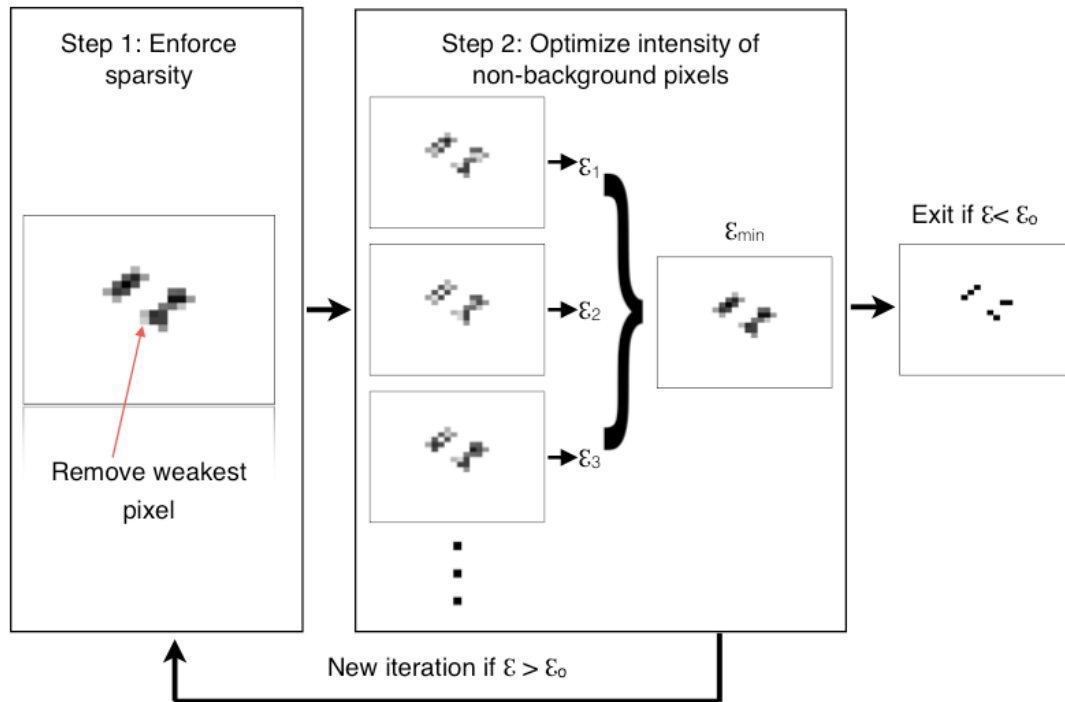 Step 1: Enforce
sparsity
Remove weakest
pixel
Step 2: Optimize intensity of
non-background pixels
ε₁
ε₂
ε₃
εmin
Exit if ε< εₒ
New iteration if ε > εₒ